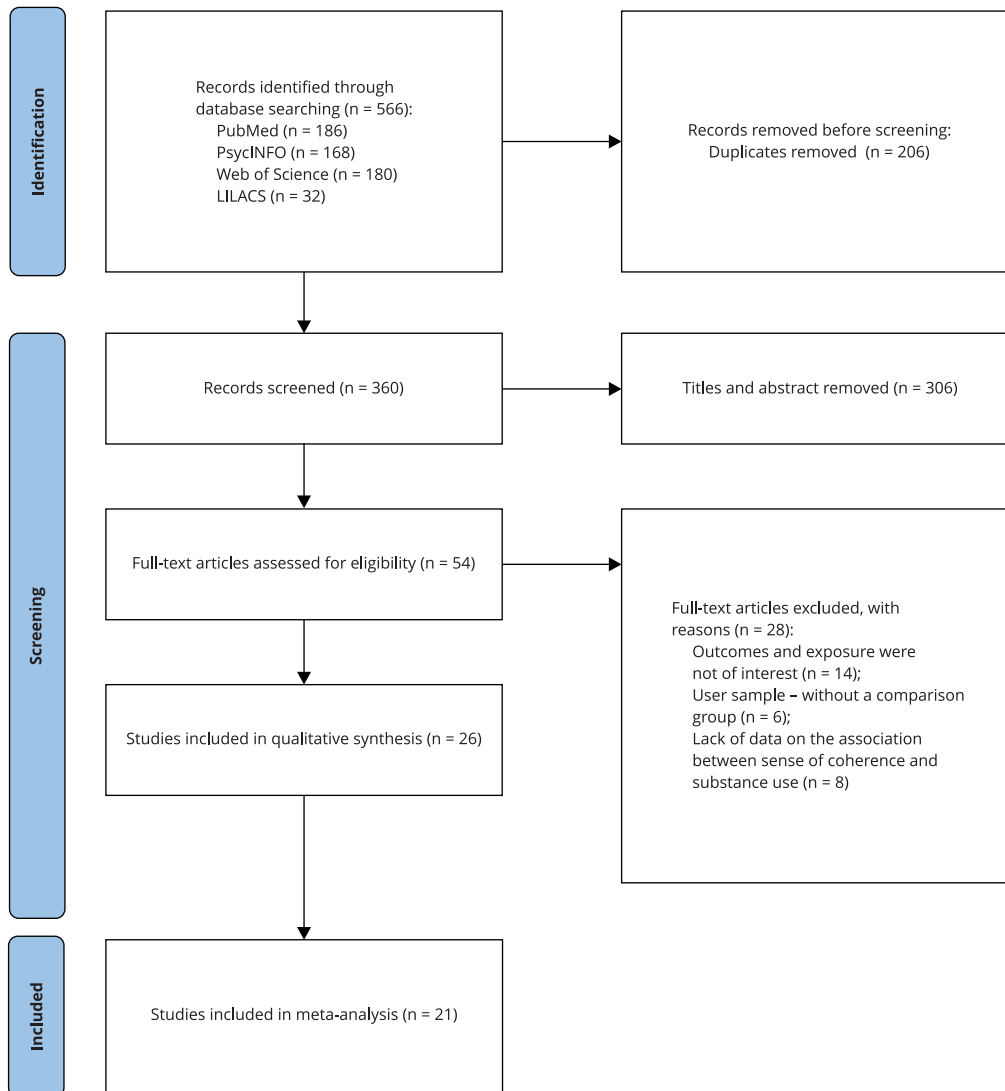 Identification
Records identified through
database searching (n = 566):
PubMed (n = 186)
PsycINFO (n = 168)
Web of Science (n = 180)
LILACS (n = 32)
Records removed before screening:
Duplicates removed (n = 206)
Screening
Records screened (n = 360)
Titles and abstract removed (n = 306)
Full-text articles assessed for eligibility (n = 54)
Full-text articles excluded, with
reasons (n = 28):
Outcomes and exposure were
not of interest (n = 14);
User sample – without a comparison
group (n = 6);
Lack of data on the association
between sense of coherence and
substance use (n = 8)
Studies included in qualitative synthesis (n = 26)
Included
Studies included in meta-analysis (n = 21)